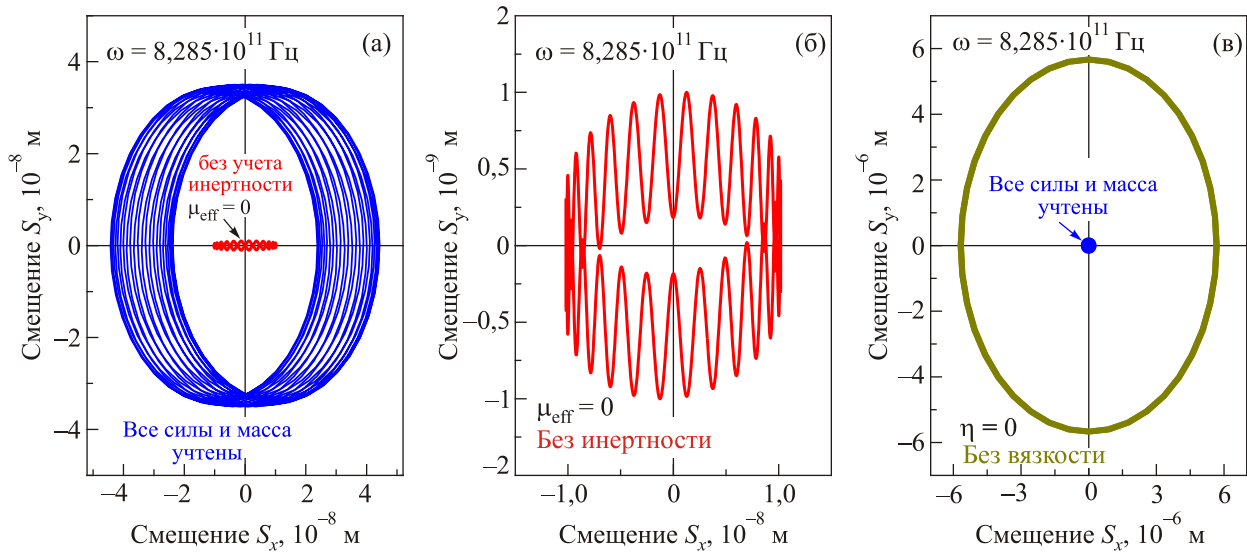 ω = 8,285·10¹¹ Гц
(а)
Смещение Sy, 10⁻⁸ м
4
2
0
−2
−4
без учета
инертности
μeff = 0
Все силы и масса
учтены
−4
−2
0
2
4
Смещение Sx, 10⁻⁸ м
ω = 8,285·10¹¹ Гц
(б)
Смещение Sy, 10⁻⁹ м
2
1
0,5
0
−0,5
−1
2
μeff = 0
Без инертности
−1,0
0
1,0
Смещение Sx, 10⁻⁸ м
ω = 8,285·10¹¹ Гц
(в)
Смещение Sy, 10⁻⁶ м
6
4
2
0
−2
−4
−6
Все силы и масса
учтены
η = 0
Без вязкости
−6
−3
0
3
6
Смещение Sx, 10⁻⁶ м